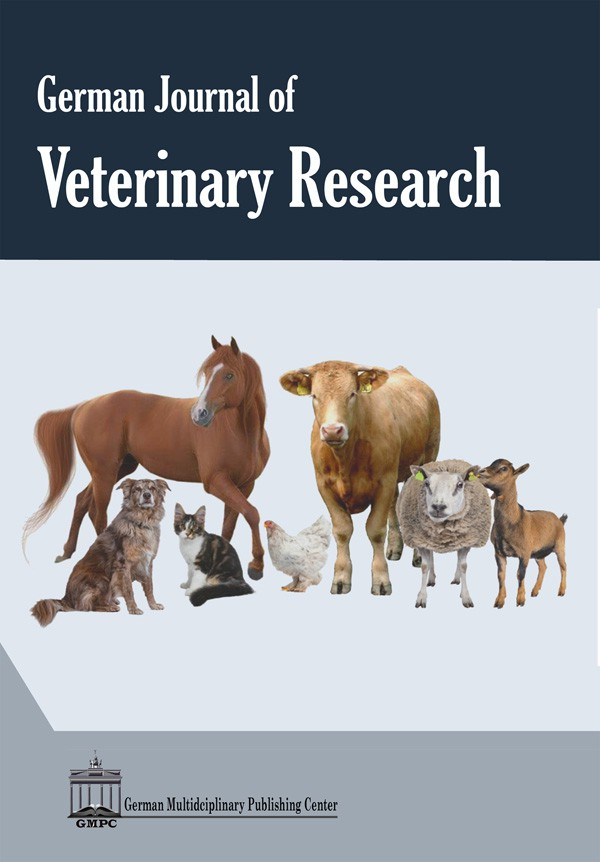 German Journal of
Veterinary Research
German Multidciplinary Publishing Center
GMPC